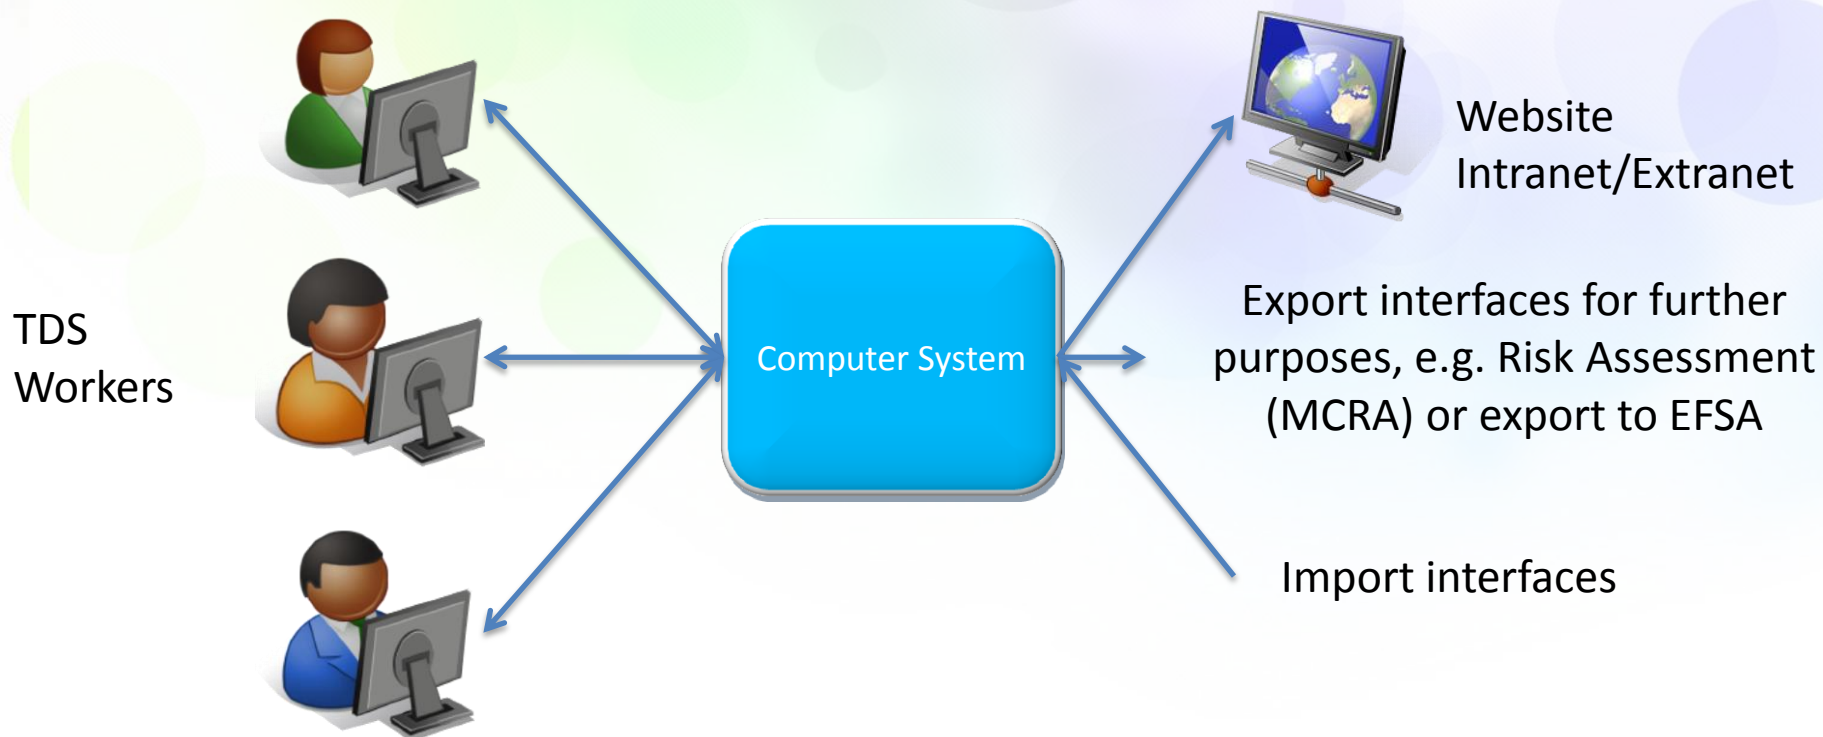 TDS
Workers
Computer System
Website
Intranet/Extranet
Export interfaces for further
purposes, e.g. Risk Assessment
(MCRA) or export to EFSA
Import interfaces